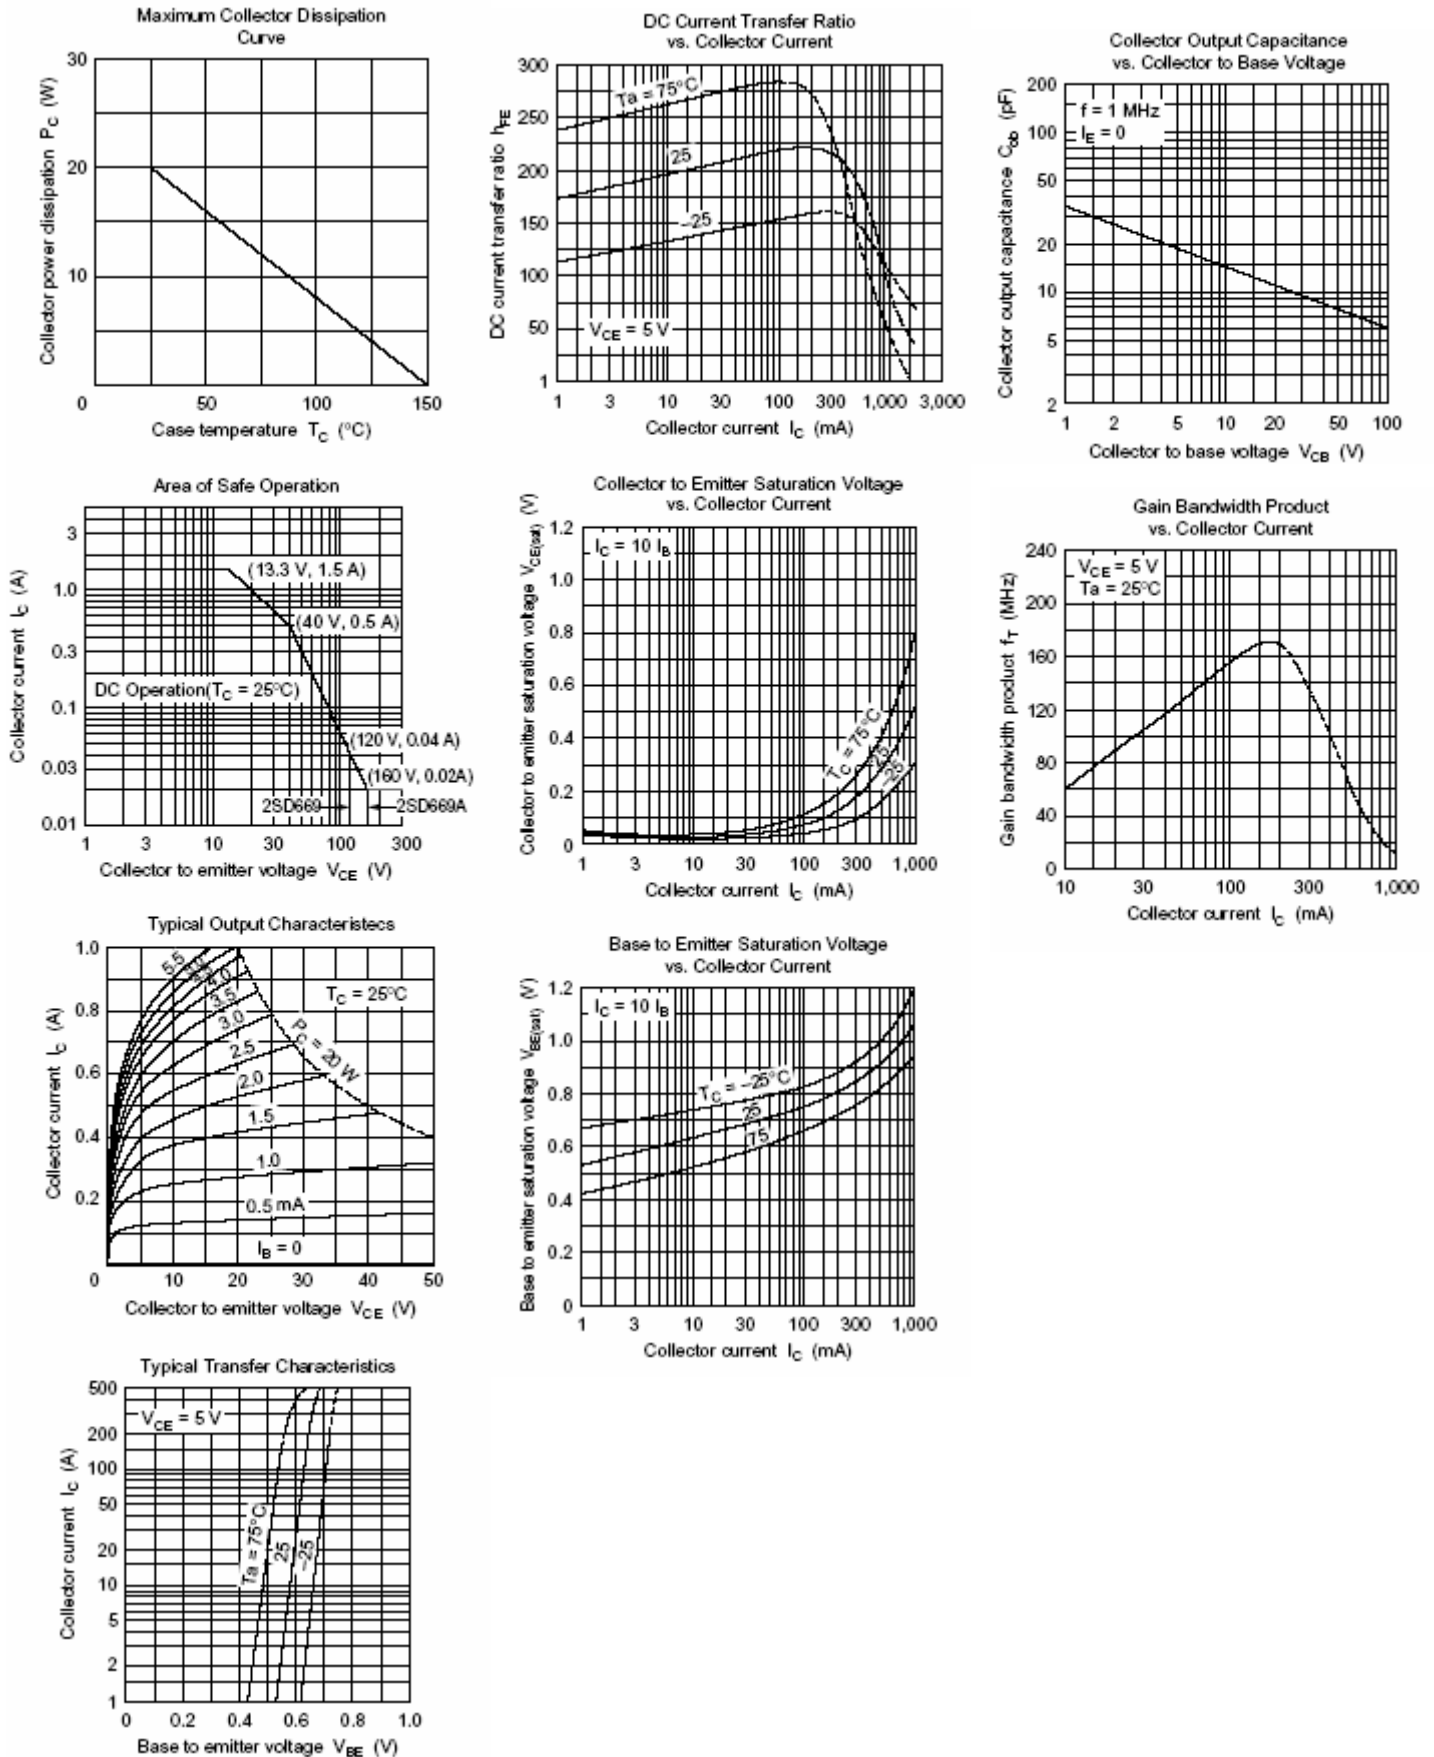 Maximum Collector Dissipation
Curve
Collector power dissipation P_C (W)
30
20
10
0
50
100
150
Case temperature T_C (°C)
DC Current Transfer Ratio
vs. Collector Current
DC current transfer ratio h_FE
300
250
200
150
100
50
1
Ta = 75°C
25
–25
V_CE = 5 V
1
3
10
30
100
300
1,000
3,000
Collector current I_C (mA)
Collector Output Capacitance
vs. Collector to Base Voltage
Collector output capacitance C_ob (pF)
200
100
50
20
10
5
2
f = 1 MHz
I_E = 0
1
2
5
10
20
50
100
Collector to base voltage V_CB (V)
Area of Safe Operation
Collector current I_C (A)
3
1.0
0.3
0.1
0.03
0.01
(13.3 V, 1.5 A)
(40 V, 0.5 A)
DC Operation(T_C = 25°C)
(120 V, 0.04 A)
(160 V, 0.02A)
2SD669
2SD669A
1
3
10
30
100
300
Collector to emitter voltage V_CE (V)
Collector to Emitter Saturation Voltage
vs. Collector Current
Collector to emitter saturation voltage V_CE(sat) (V)
1.2
1.0
0.8
0.6
0.4
0.2
0
I_C = 10 I_B
T_C = 75°C
25
–25
1
3
10
30
100
300
1,000
Collector current I_C (mA)
Gain Bandwidth Product
vs. Collector Current
Gain bandwidth product f_T (MHz)
240
200
160
120
80
40
0
V_CE = 5 V
Ta = 25°C
10
30
100
300
1,000
Collector current I_C (mA)
Typical Output Characteristecs
Collector current I_C (A)
1.0
0.8
0.6
0.4
0.2
0
5.5
4.0
3.5
3.0
2.5
2.0
1.5
1.0
0.5 mA
I_B = 0
T_C = 25°C
P_C = 20 W
10
20
30
40
50
Collector to emitter voltage V_CE (V)
Base to Emitter Saturation Voltage
vs. Collector Current
Base to emitter saturation voltage V_BE(sat) (V)
1.2
1.0
0.8
0.6
0.4
0.2
0
I_C = 10 I_B
T_C = –25°C
25
75
1
3
10
30
100
300
1,000
Collector current I_C (mA)
Typical Transfer Characteristics
Collector current I_C (A)
500
200
100
50
20
10
5
2
1
V_CE = 5 V
Ta = 75°C
25
–25
0
0.2
0.4
0.6
0.8
1.0
Base to emitter voltage V_BE (V)